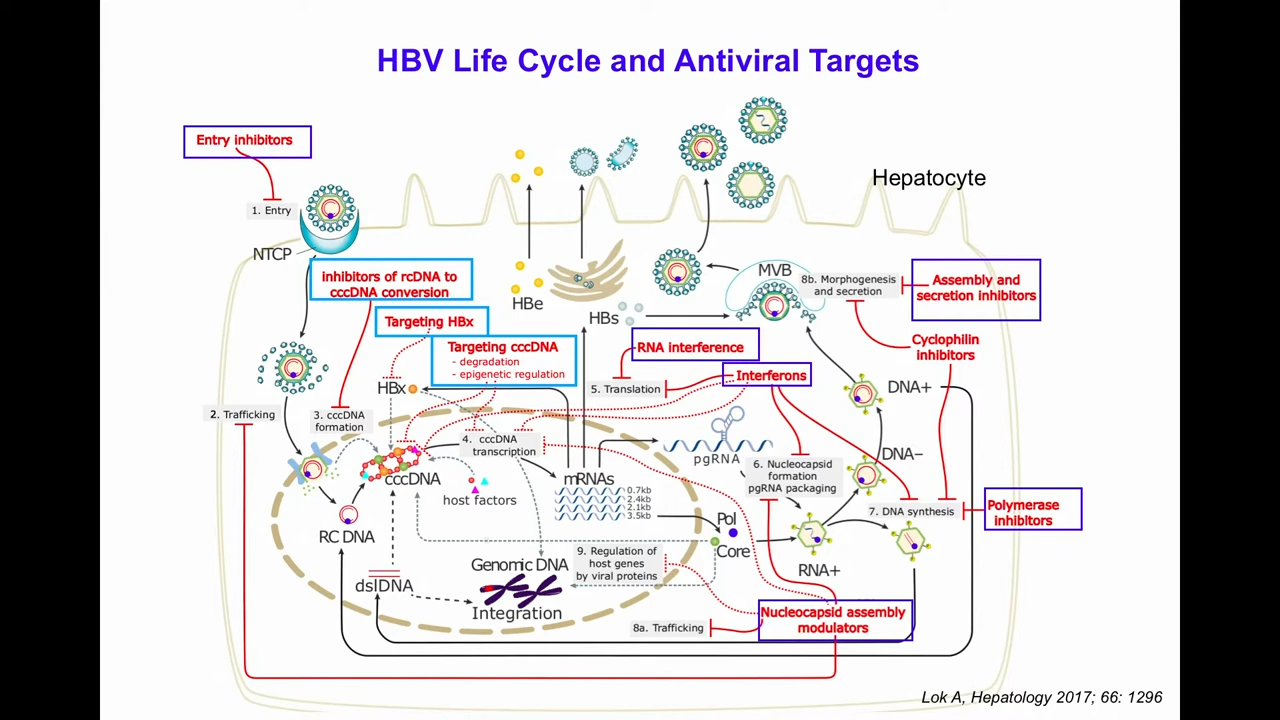 HBV Life Cycle and Antiviral Targets
Entry inhibitors
1. Entry
NTCP
Hepatocyte
inhibitors of rcDNA to
cccDNA conversion
Targeting HBx
Targeting cccDNA
- degradation
- epigenetic regulation
HBe
HBs
MVB
8b. Morphogenesis
and secretion
Assembly and
secretion inhibitors
RNA interference
Cyclophilin
inhibitors
Interferons
5. Translation
HBx
DNA+
2. Trafficking
3. cccDNA
formation
4. cccDNA
transcription
pgRNA
DNA−
cccDNA
host factors
mRNAs
0.7kb
2.4kb
2.1kb
3.5kb
6. Nucleocapsid
formation
pgRNA packaging
7. DNA synthesis
Polymerase
inhibitors
RC DNA
Pol
Core
RNA+
dslDNA
Genomic DNA
Integration
9. Regulation of
host genes
by viral proteins
8a. Trafficking
Nucleocapsid assembly
modulators
Lok A, Hepatology 2017; 66: 1296